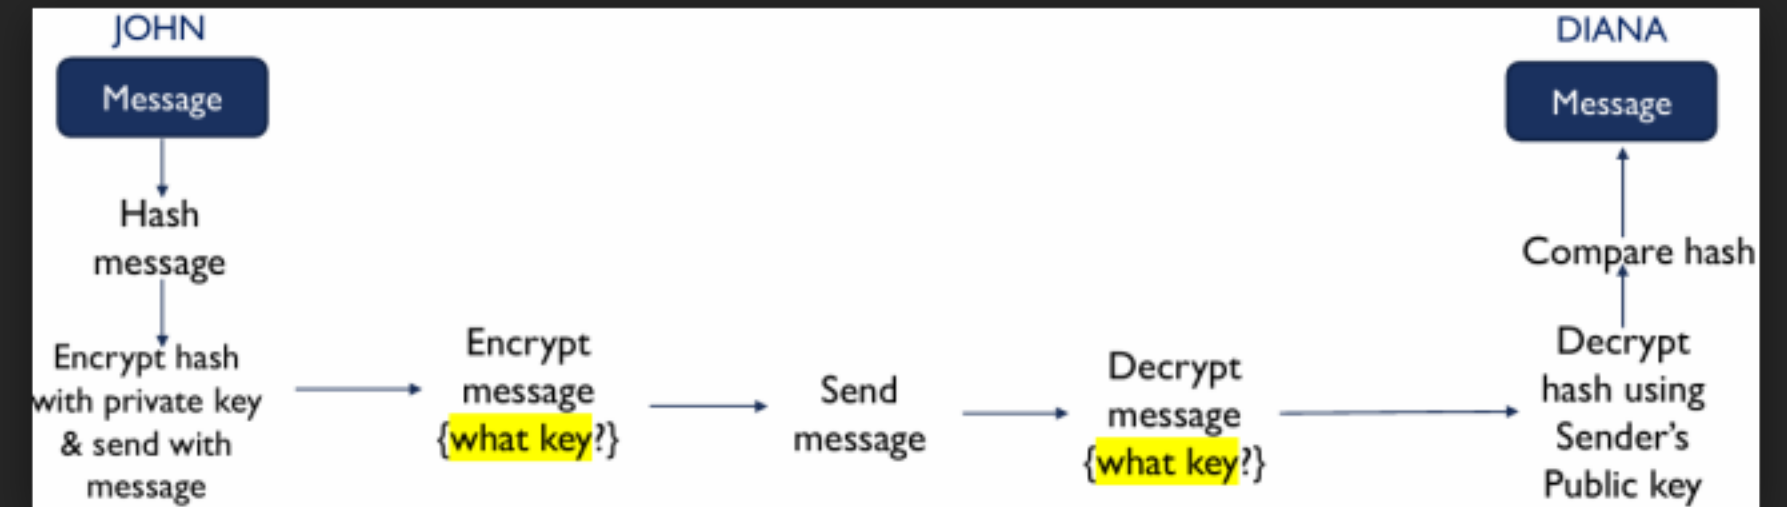 JOHN
Message
Hash
message
Encrypt hash
with private key
& send with
message
Encrypt
message
{what key?}
Send
message
Decrypt
message
{what key?}
DIANA
Message
Compare hash
Decrypt
hash using
Sender's
Public key